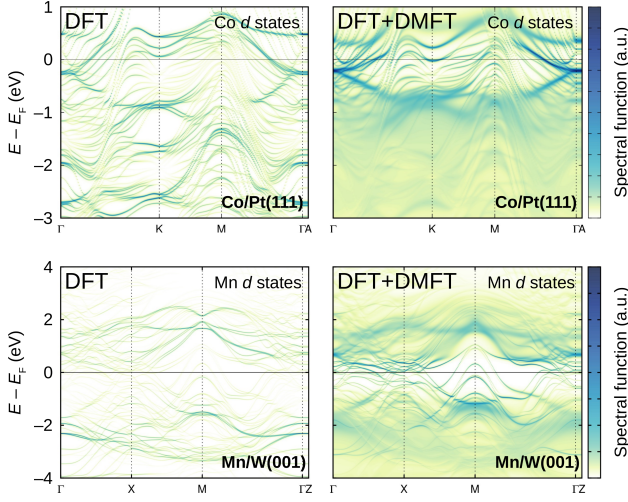 DFT Co d states DFT+DMFT Co d states
1
0
−1
−2
−3
E − E_F (eV)
Co/Pt(111) Co/Pt(111)
Γ K M ΓA Γ K M ΓA
Spectral function (a.u.)
DFT Mn d states DFT+DMFT Mn d states
4
2
0
−2
−4
E − E_F (eV)
Mn/W(001) Mn/W(001)
Γ X M ΓZ Γ X M ΓZ
Spectral function (a.u.)